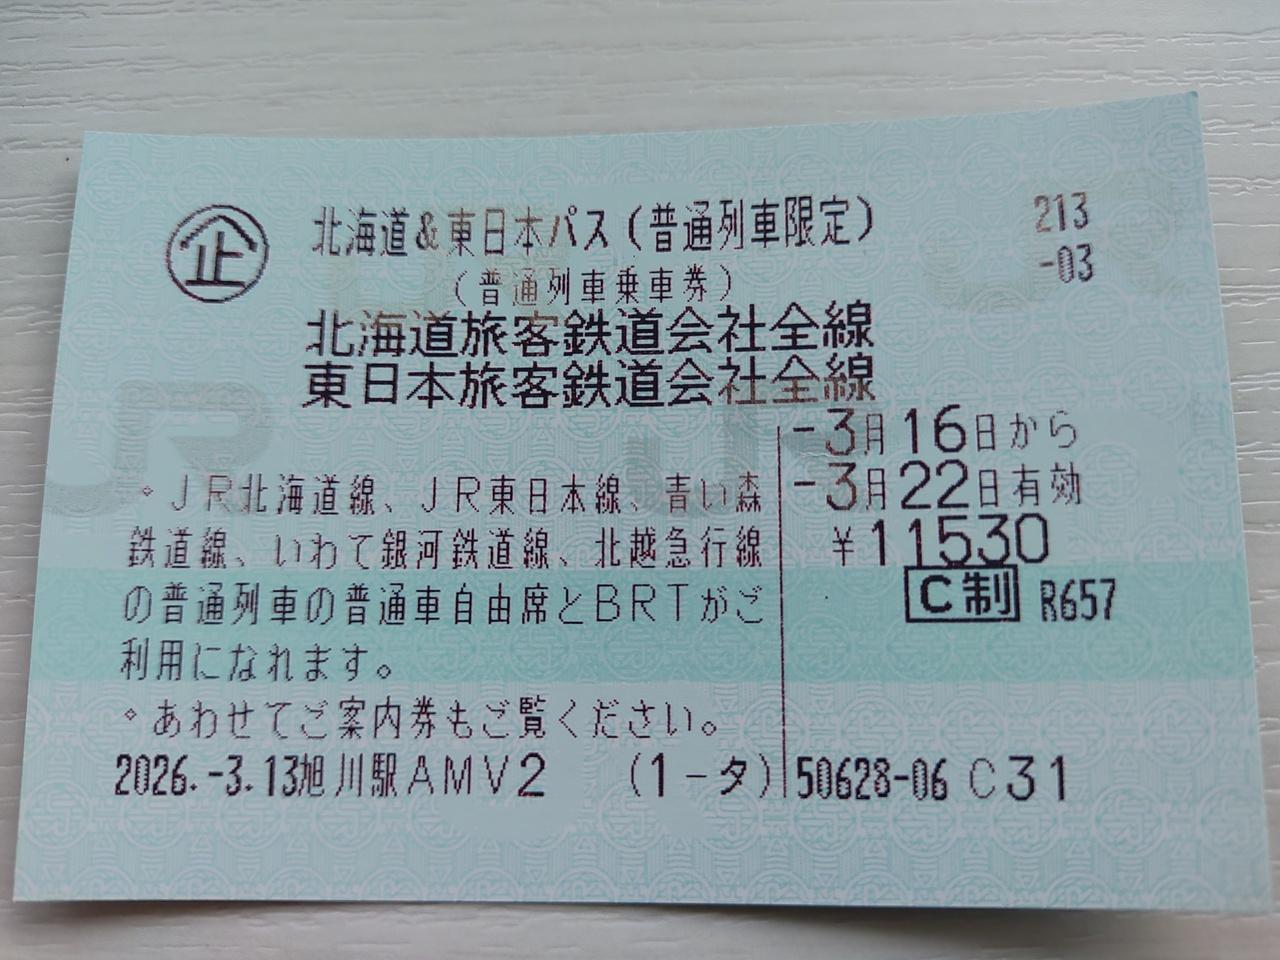 企 北海道&東日本パス(普通列車限定) 213
(普通列車乗車券) -03
北海道旅客鉄道会社全線
東日本旅客鉄道会社全線
-3月16日から
-3月22日有効
¥11530
C制 R657
◦JR北海道線、JR東日本線、青い森
鉄道線、いわて銀河鉄道線、北越急行線
の普通列車の普通車自由席とBRTがご
利用になれます。
◦あわせてご案内券もご覧ください。
2026.-3.13旭川駅AMV2 (1-タ) 50628-06 C31